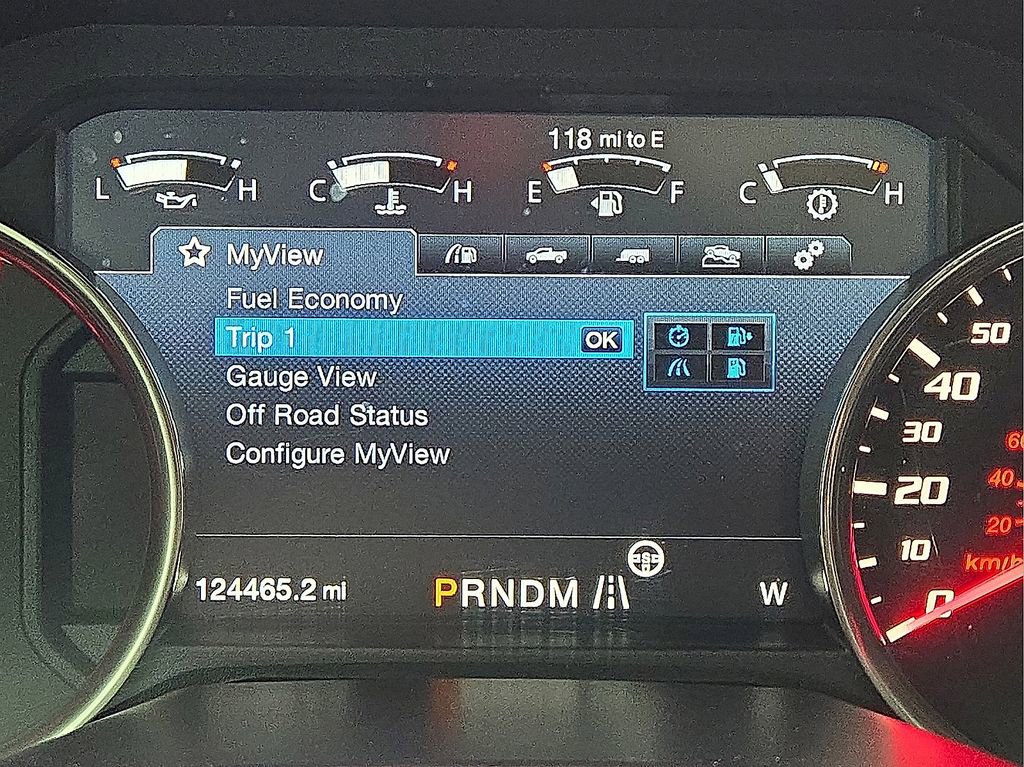 118 mi to E
L H C H E F C H
MyView
Fuel Economy
Trip 1 OK
Gauge View
Off Road Status
Configure MyView
124465.2 mi PRNDM S W
50
40
30
60
20 40
20
10
km/h
0